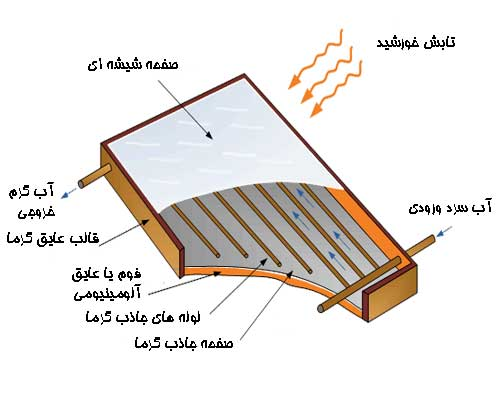 تابش خورشید
صفحه شیشه ای
آب گرم
خروجی
آب سرد ورودی
قالب عایق گرما
فوم یا عایق
آلومینیومی
لوله های جاذب گرما
صفحه جاذب گرما